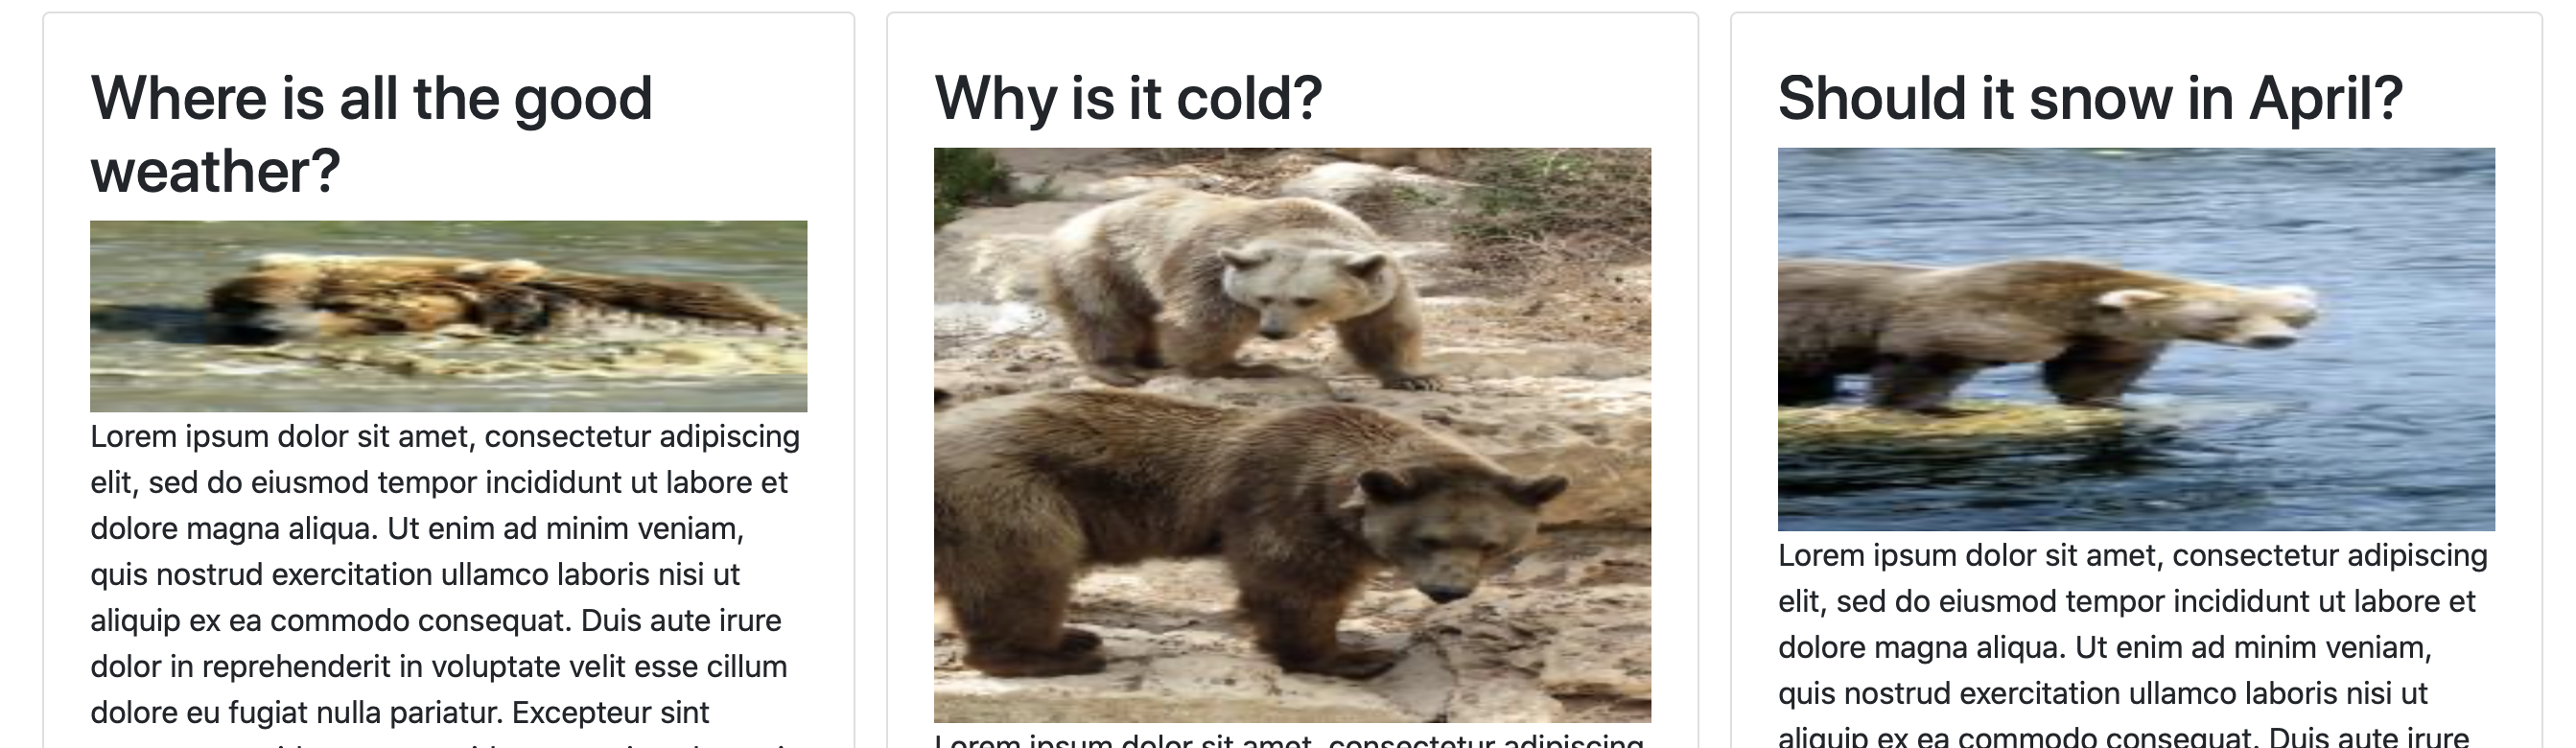 Where is all the good
weather?
Lorem ipsum dolor sit amet, consectetur adipiscing
elit, sed do eiusmod tempor incididunt ut labore et
dolore magna aliqua. Ut enim ad minim veniam,
quis nostrud exercitation ullamco laboris nisi ut
aliquip ex ea commodo consequat. Duis aute irure
dolor in reprehenderit in voluptate velit esse cillum
dolore eu fugiat nulla pariatur. Excepteur sint
Why is it cold?
Lorem ipsum dolor sit amet, consectetur adipiscing
Should it snow in April?
Lorem ipsum dolor sit amet, consectetur adipiscing
elit, sed do eiusmod tempor incididunt ut labore et
dolore magna aliqua. Ut enim ad minim veniam,
quis nostrud exercitation ullamco laboris nisi ut
aliquip ex ea commodo consequat. Duis aute irure